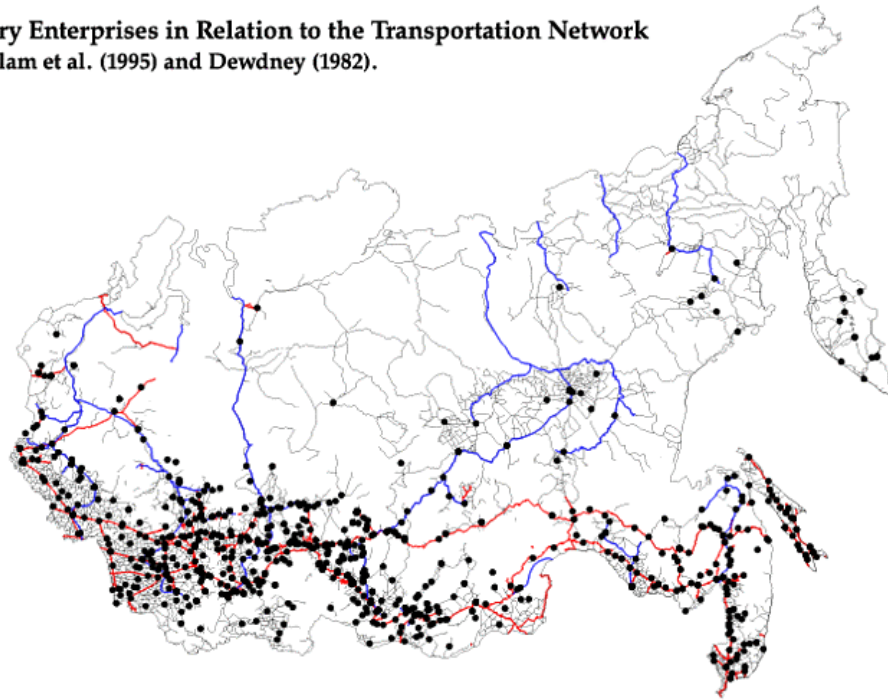 ry Enterprises in Relation to the Transportation Network
lam et al. (1995) and Dewdney (1982).